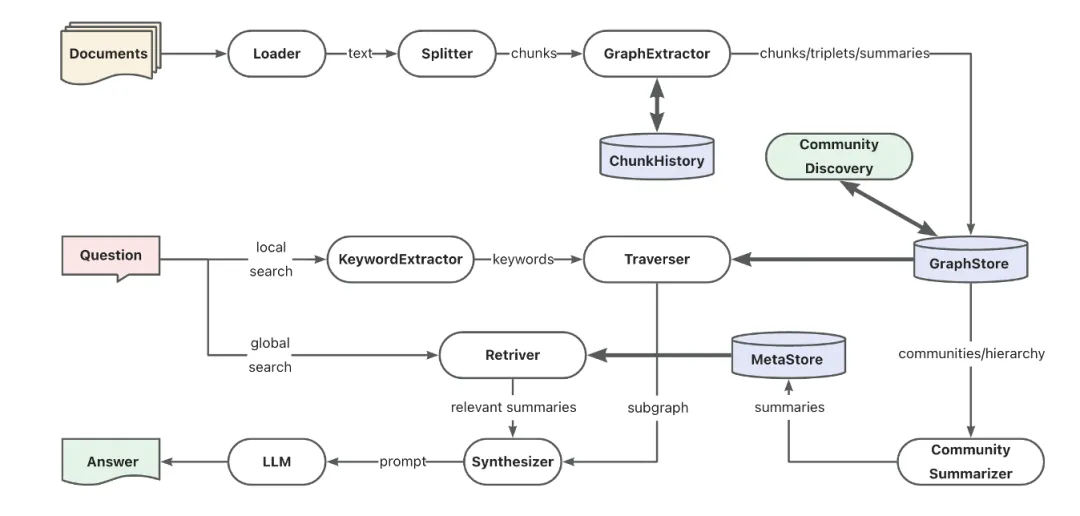 Documents
Loader
text
Splitter
chunks
GraphExtractor
chunks/triplets/summaries
ChunkHistory
Community
Discovery
Question
local
search
KeywordExtractor
keywords
Traverser
GraphStore
global
search
Retriver
MetaStore
communities/hierarchy
relevant summaries
subgraph
summaries
Answer
LLM
prompt
Synthesizer
Community
Summarizer